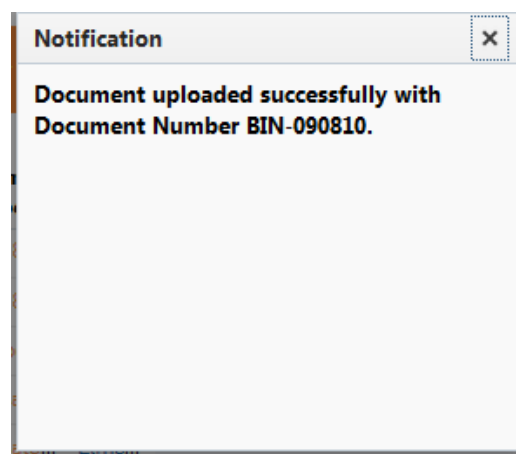 Notification
Document uploaded successfully with
Document Number BIN-090810.